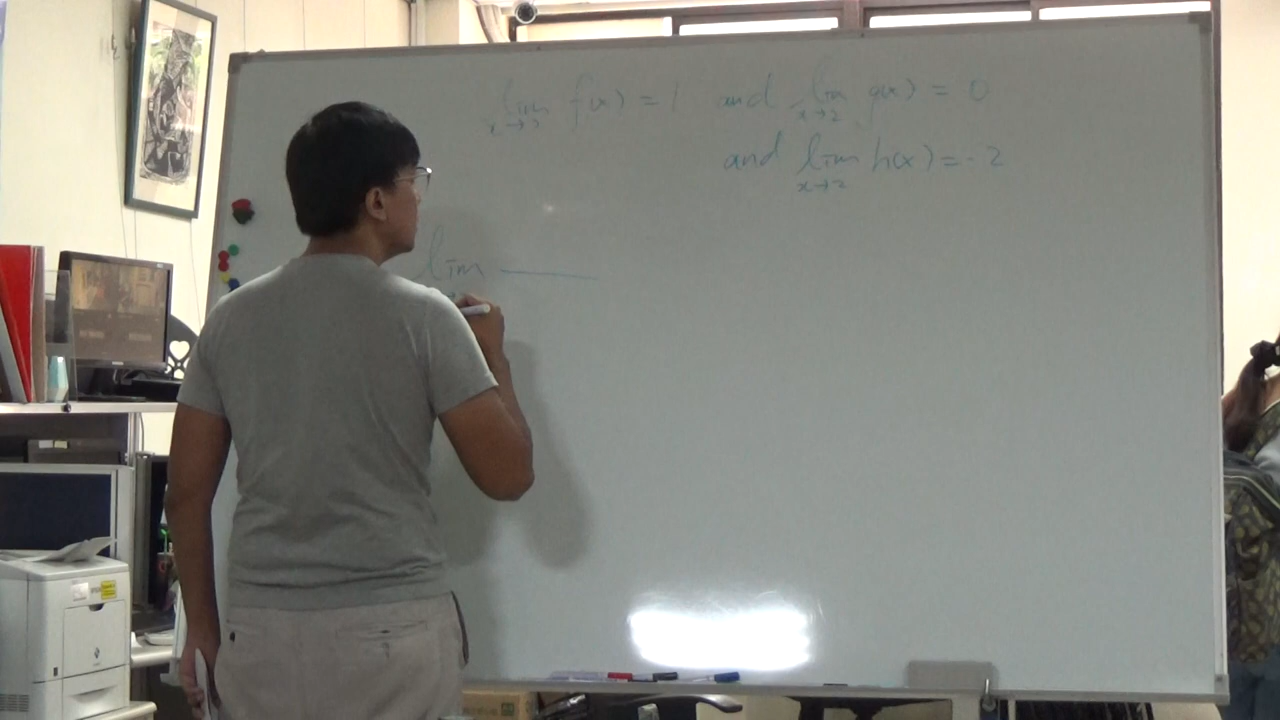 lim f(x) = 1 and lim g(x) = 0
x→2 x→2
and lim h(x) = -2
x→2
lim